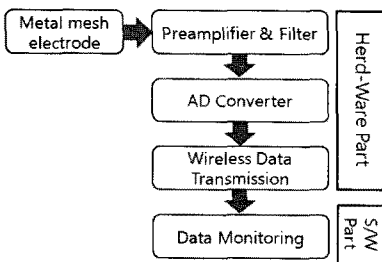 Metal mesh
electrode
Preamplifier & Filter
AD Converter
Wireless Data
Transmission
Data Monitoring
Herd-Ware Part
S/W
Part